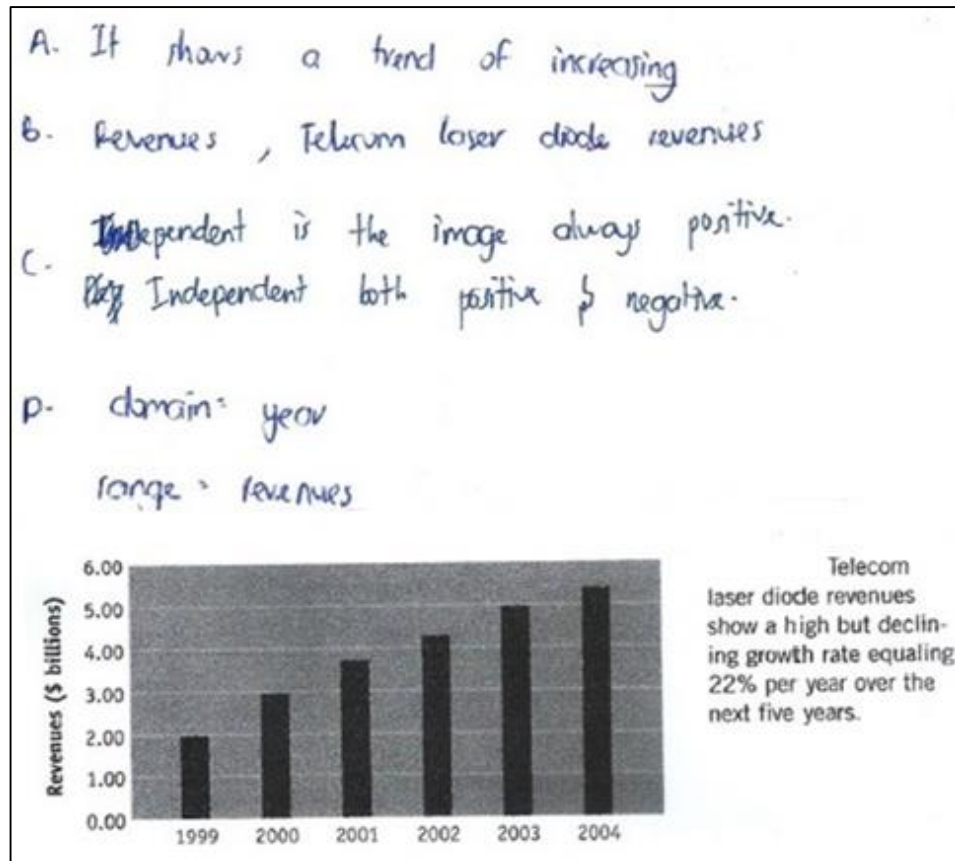 A. It shows a trend of increasing
B. Revenues , Telecum laser diode revenues
Independent is the image always positive.
C.
Independent both positive & negative.
D. domain = year
range = revenues
6.00
5.00
4.00
3.00
2.00
1.00
0.00
Revenues ($ billions)
1999 2000 2001 2002 2003 2004
Telecom
laser diode revenues
show a high but declin-
ing growth rate equaling
22% per year over the
next five years.